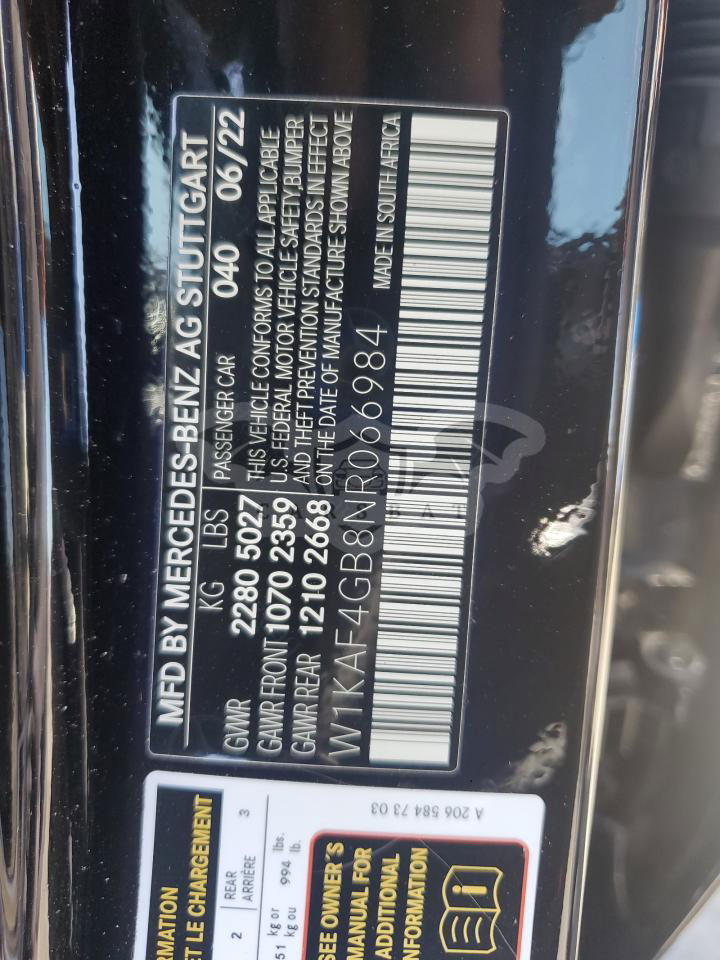 MFD BY MERCEDES-BENZ AG STUTTGART
KG LBS PASSENGER CAR 040 06/22
GVWR 2280 5027 THIS VEHICLE CONFORMS TO ALL APPLICABLE
GAWR FRONT 1070 2359 U.S. FEDERAL MOTOR VEHICLE SAFETY, BUMPER
GAWR REAR 1210 2668 AND THEFT PREVENTION STANDARDS IN EFFECT
ON THE DATE OF MANUFACTURE SHOWN ABOVE
W1KAF4GB8NR066984 MADE IN SOUTH AFRICA
RMATION
ET LE CHARGEMENT
2 REAR 3
ARRIÈRE
51 kg or lbs.
kg ou 994 lb.
SEE OWNER'S
MANUAL FOR
ADDITIONAL
NFORMATION
A 206 584 73 03